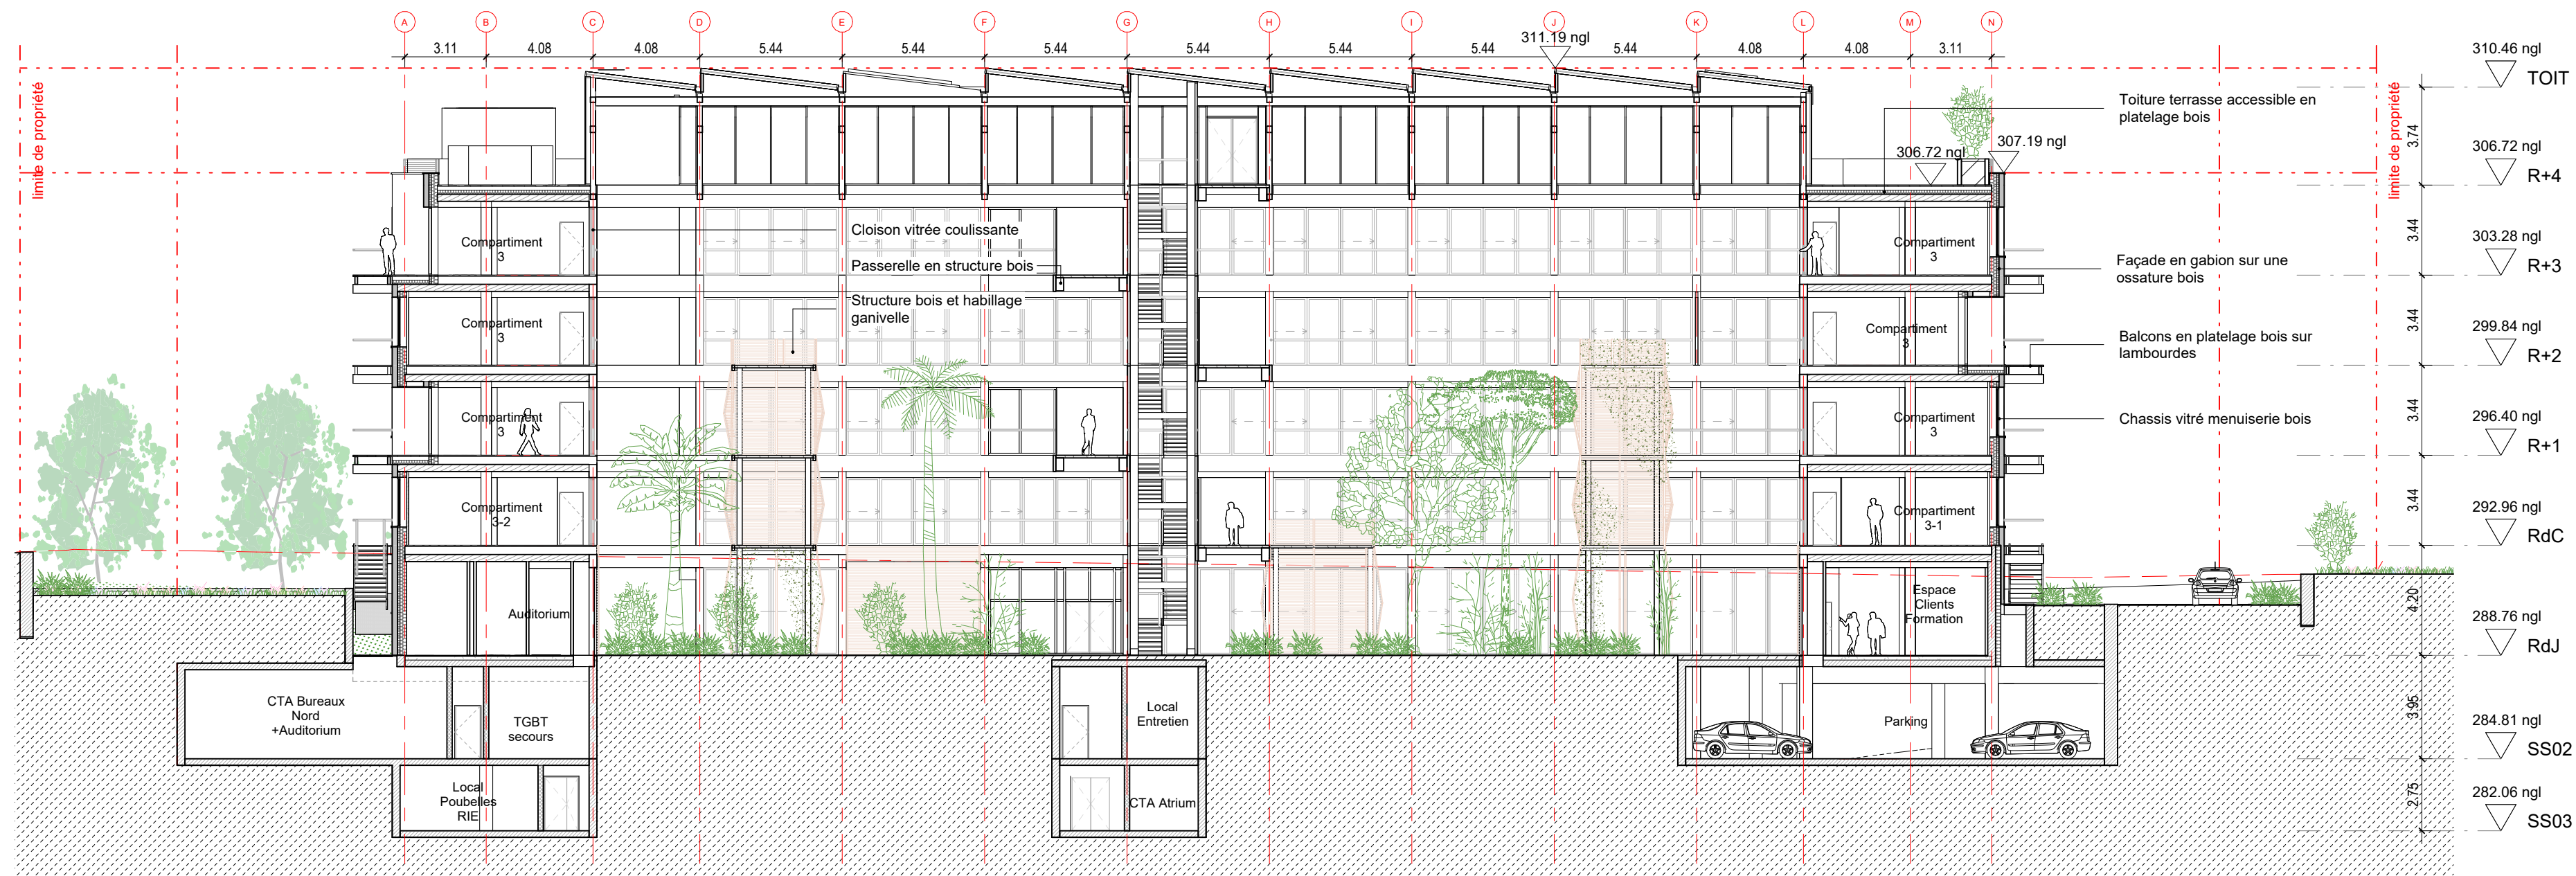 A B C D E F G H I J K L M N
3.11 4.08 4.08 5.44 5.44 5.44 5.44 5.44 5.44 5.44 4.08 4.08 3.11
311.19 ngl
310.46 ngl
TOIT
limite de propriété
limite de propriété
Toiture terrasse accessible en
platelage bois
3.74
306.72 ngl
307.19 ngl
306.72 ngl
R+4
Compartiment
3
Cloison vitrée coulissante
Passerelle en structure bois
Compartiment
3
Façade en gabion sur une
ossature bois
3.44
303.28 ngl
R+3
Compartiment
3
Structure bois et habillage
ganivelle
Compartiment
3
Balcons en platelage bois sur
lambourdes
3.44
299.84 ngl
R+2
Compartiment
3
Compartiment
3
Chassis vitré menuiserie bois
3.44
296.40 ngl
R+1
Compartiment
3-2
Compartiment
3-1
3.44
292.96 ngl
RdC
Auditorium
Espace
Clients
Formation
4.20
288.76 ngl
RdJ
CTA Bureaux
Nord
+Auditorium
TGBT
secours
Local
Entretien
Parking
3.95
284.81 ngl
SS02
Local
Poubelles
RIE
CTA Atrium
2.75
282.06 ngl
SS03